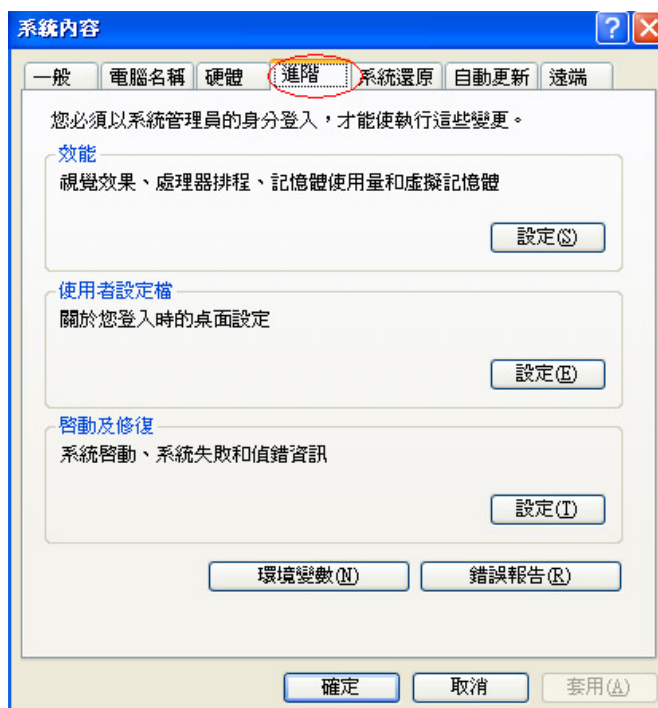 系統內容
一般 電腦名稱 硬體 進階 系統還原 自動更新 遠端
您必須以系統管理員的身分登入，才能使執行這些變更。
效能
視覺效果、處理器排程、記憶體使用量和虛擬記憶體
設定(S)
使用者設定檔
關於您登入時的桌面設定
設定(E)
啓動及修復
系統啓動、系統失敗和偵錯資訊
設定(T)
環境變數(N) 錯誤報告(R)
確定 取消 套用(A)